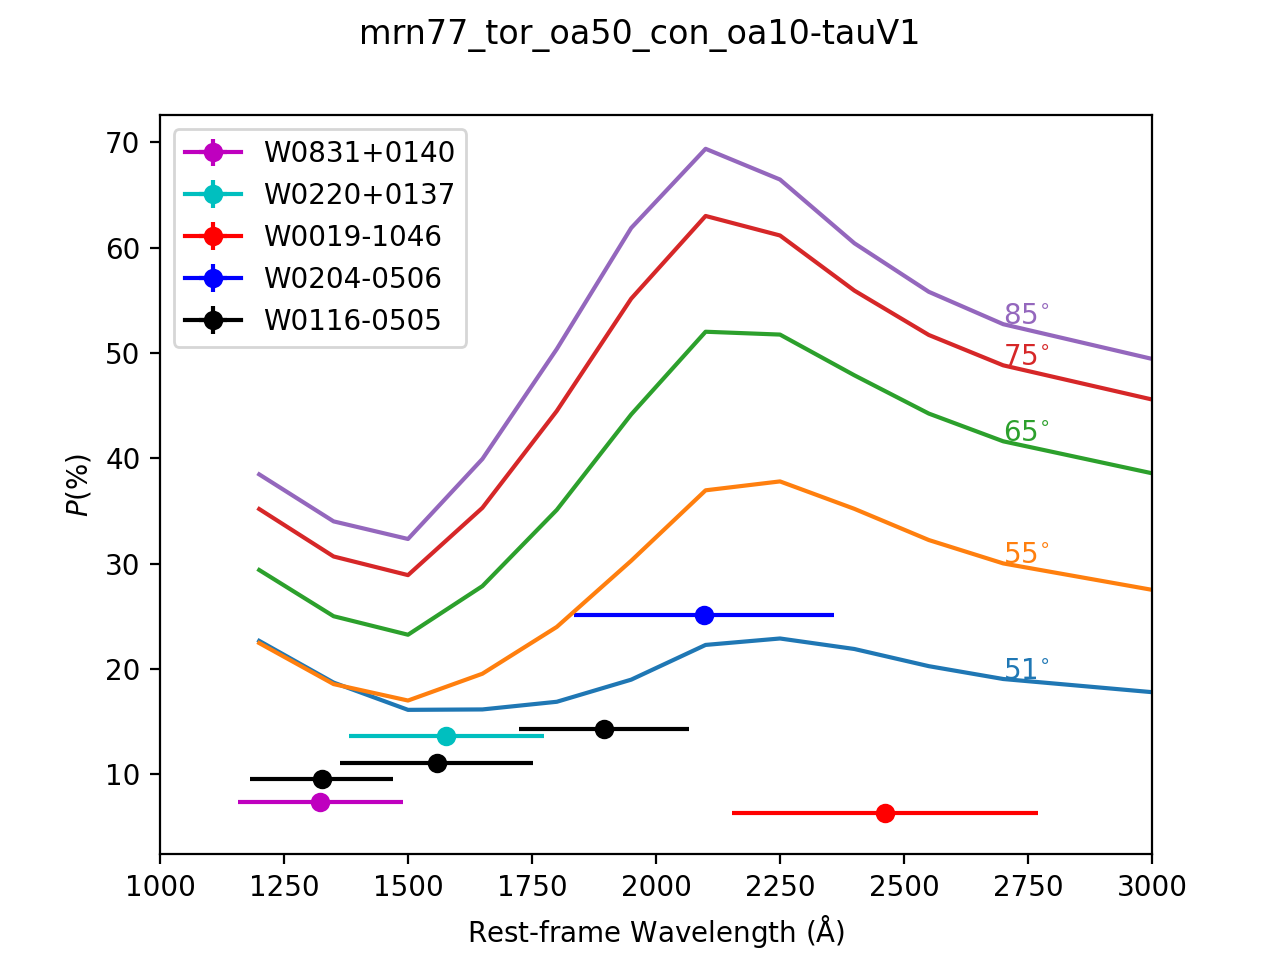 mrn77_tor_oa50_con_oa10-tauV1
W0831+0140
W0220+0137
W0019-1046
W0204-0506
W0116-0505
70
60
50
40
30
20
10
P(%)
85°
75°
65°
55°
51°
1000 1250 1500 1750 2000 2250 2500 2750 3000
Rest-frame Wavelength (Å)